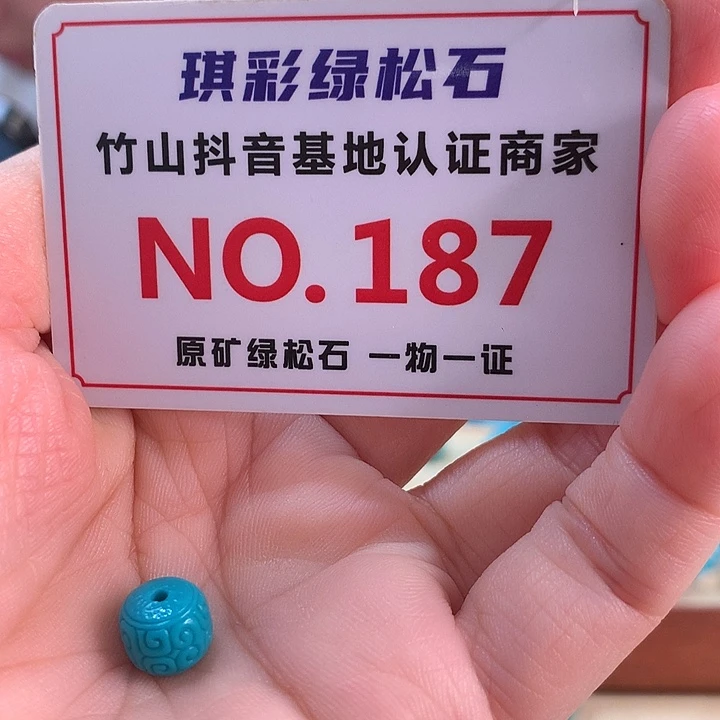 琪彩绿松石
竹山抖音基地认证商家
NO.187
原矿绿松石 一物一证